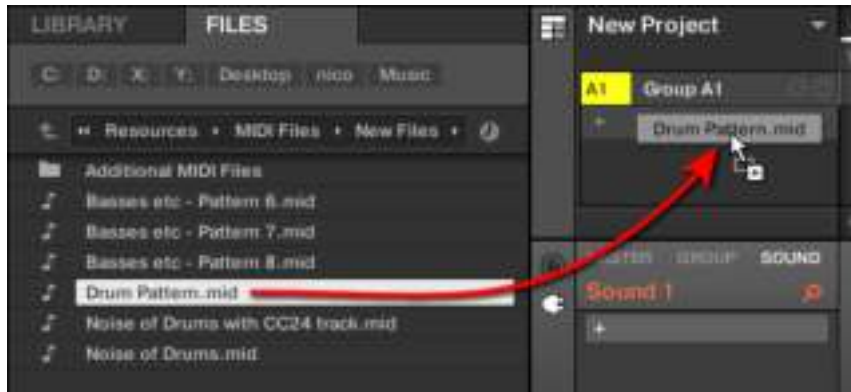 LIBRARY FILES
C: D: X: Y: Desktop nico Music
Resources MIDI Files New Files
Additional MIDI Files
Basses etc - Pattern 6.mid
Basses etc - Pattern 7.mid
Basses etc - Pattern 8.mid
Drum Pattern.mid
Noise of Drums with CC24 track.mid
Noise of Drums.mid
New Project
A1 Group A1
+ Drum Pattern.mid
MASTER GROUP SOUND
Sound 1
+